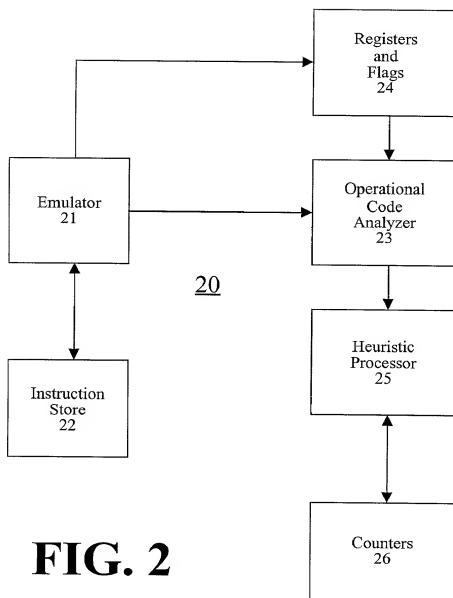 Registers
and
Flags
24
Emulator
21
Operational
Code
Analyzer
23
20
Instruction
Store
22
Heuristic
Processor
25
Counters
26
FIG. 2